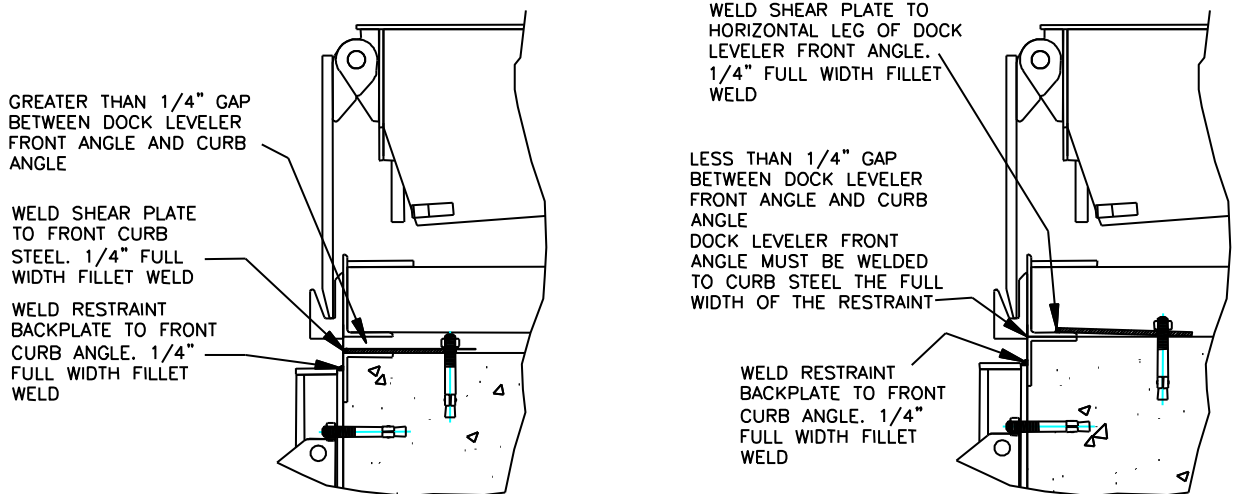 GREATER THAN 1/4" GAP
BETWEEN DOCK LEVELER
FRONT ANGLE AND CURB
ANGLE
WELD SHEAR PLATE
TO FRONT CURB
STEEL. 1/4" FULL
WIDTH FILLET WELD
WELD RESTRAINT
BACKPLATE TO FRONT
CURB ANGLE. 1/4"
FULL WIDTH FILLET
WELD
WELD SHEAR PLATE TO
HORIZONTAL LEG OF DOCK
LEVELER FRONT ANGLE.
1/4" FULL WIDTH FILLET
WELD
LESS THAN 1/4" GAP
BETWEEN DOCK LEVELER
FRONT ANGLE AND CURB
ANGLE
DOCK LEVELER FRONT
ANGLE MUST BE WELDED
TO CURB STEEL THE FULL
WIDTH OF THE RESTRAINT
WELD RESTRAINT
BACKPLATE TO FRONT
CURB ANGLE. 1/4"
FULL WIDTH FILLET
WELD